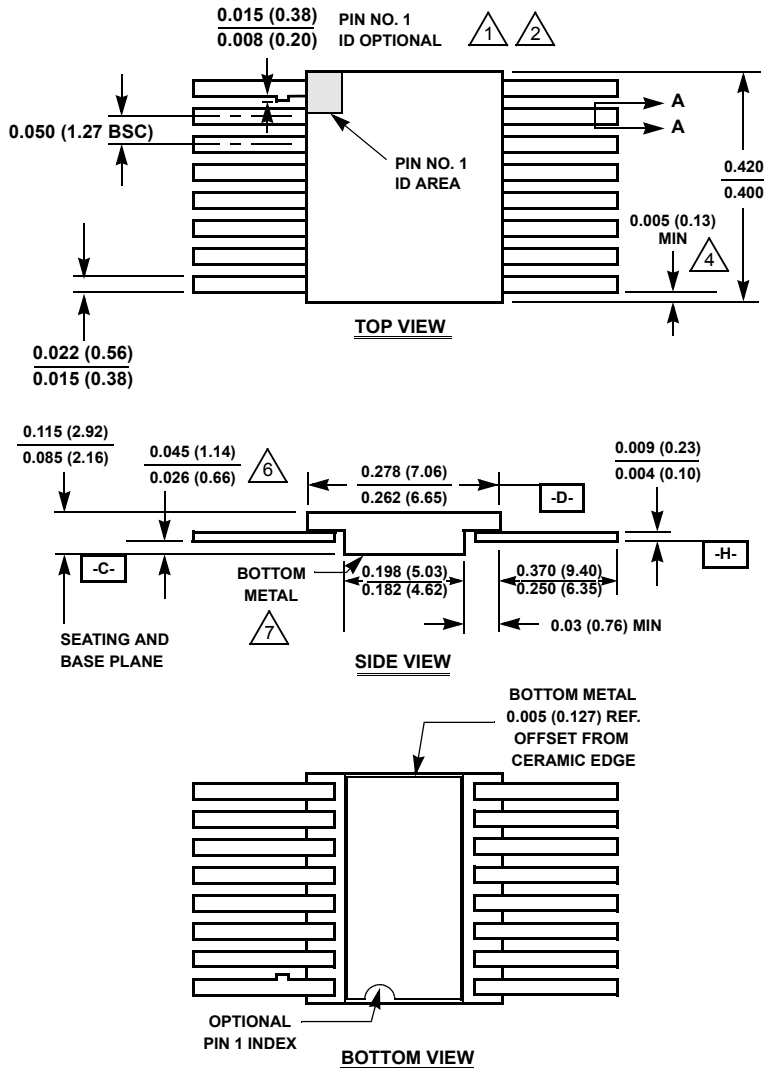 0.015 (0.38)
0.008 (0.20)
PIN NO. 1
ID OPTIONAL
1
2
A
A
0.050 (1.27 BSC)
PIN NO. 1
ID AREA
0.420
0.400
0.005 (0.13)
MIN
4
0.022 (0.56)
0.015 (0.38)
TOP VIEW
0.115 (2.92)
0.085 (2.16)
0.045 (1.14)
0.026 (0.66)
6
0.278 (7.06)
0.262 (6.65)
-D-
0.009 (0.23)
0.004 (0.10)
-H-
-C-
BOTTOM
METAL
7
0.198 (5.03)
0.182 (4.62)
0.370 (9.40)
0.250 (6.35)
0.03 (0.76) MIN
SEATING AND
BASE PLANE
SIDE VIEW
BOTTOM METAL
0.005 (0.127) REF.
OFFSET FROM
CERAMIC EDGE
OPTIONAL
PIN 1 INDEX
BOTTOM VIEW